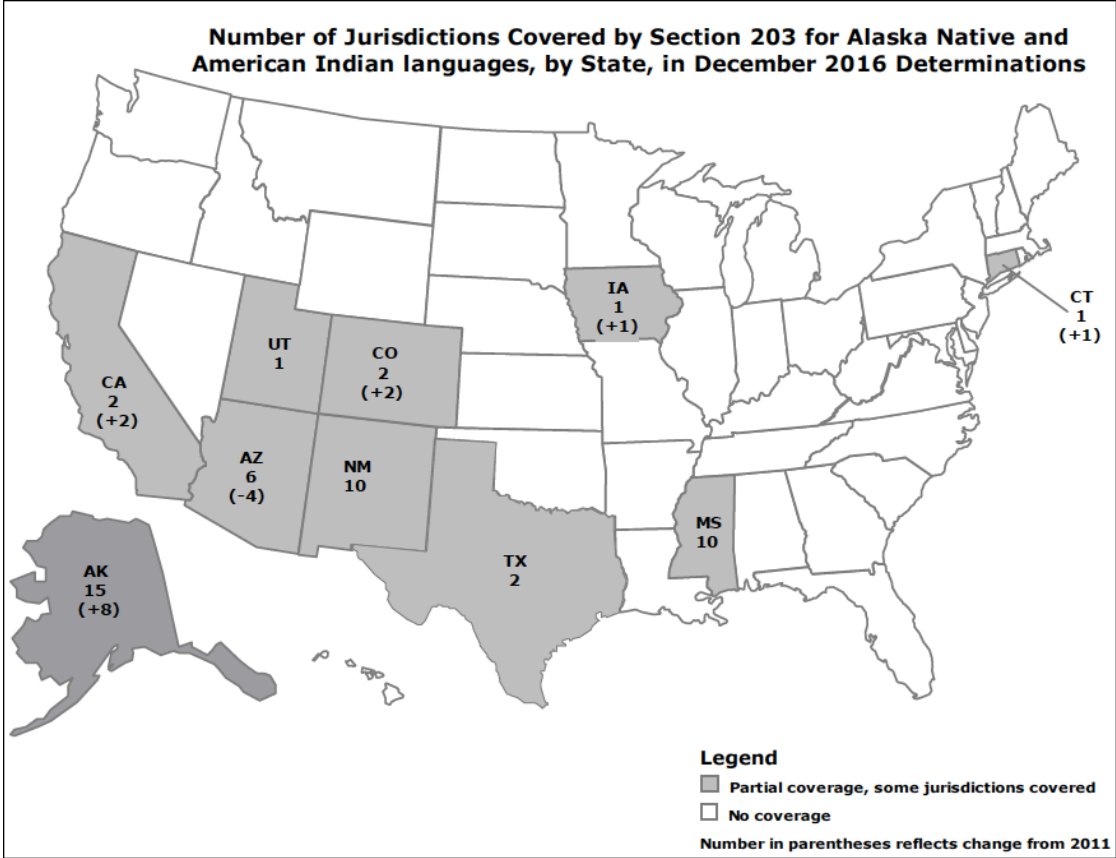 Number of Jurisdictions Covered by Section 203 for Alaska Native and
American Indian languages, by State, in December 2016 Determinations
IA
1
(+1)
CT
1
(+1)
UT
1
CO
2
(+2)
CA
2
(+2)
AZ
6
(-4)
NM
10
MS
10
TX
2
AK
15
(+8)
Legend
Partial coverage, some jurisdictions covered
No coverage
Number in parentheses reflects change from 2011